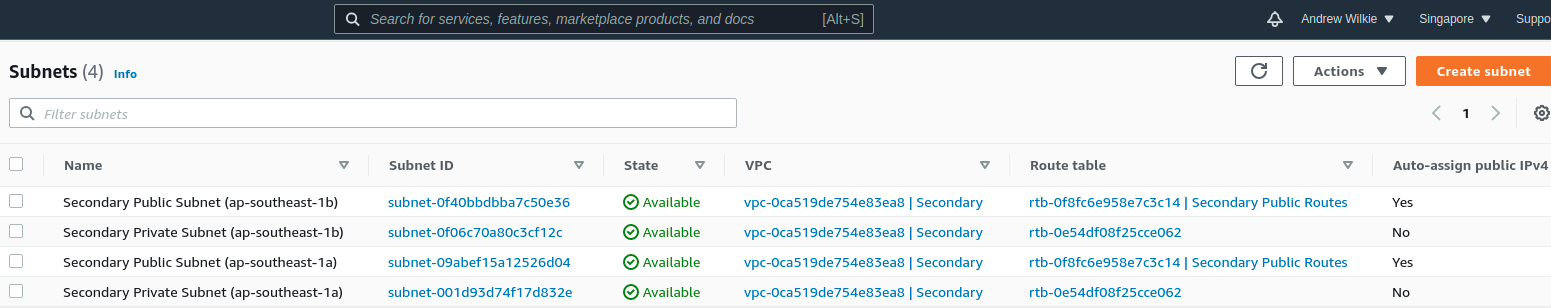 Search for services, features, marketplace products, and docs [Alt+S] Andrew Wilkie Singapore Suppo
Subnets (4) Info Actions Create subnet
Filter subnets 1
Name Subnet ID State VPC Route table Auto-assign public IPv4
Secondary Public Subnet (ap-southeast-1b) subnet-0f40bbdbba7c50e36 Available vpc-0ca519de754e83ea8 | Secondary rtb-0f8fc6e958e7c3c14 | Secondary Public Routes Yes
Secondary Private Subnet (ap-southeast-1b) subnet-0f06c70a80c3cf12c Available vpc-0ca519de754e83ea8 | Secondary rtb-0e54df08f25cce062 No
Secondary Public Subnet (ap-southeast-1a) subnet-09abef15a12526d04 Available vpc-0ca519de754e83ea8 | Secondary rtb-0f8fc6e958e7c3c14 | Secondary Public Routes Yes
Secondary Private Subnet (ap-southeast-1a) subnet-001d93d74f17d832e Available vpc-0ca519de754e83ea8 | Secondary rtb-0e54df08f25cce062 No